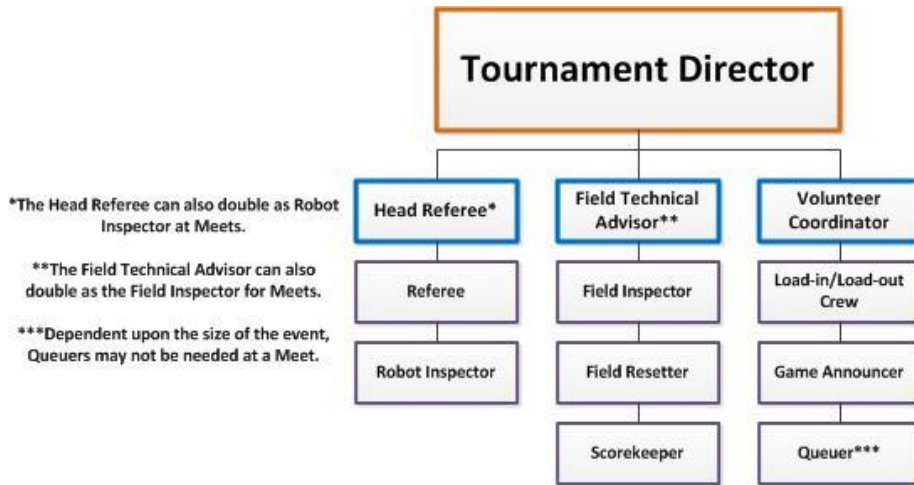 Tournament Director
*The Head Referee can also double as Robot
Inspector at Meets.
**The Field Technical Advisor can also
double as the Field Inspector for Meets.
***Dependent upon the size of the event,
Queuers may not be needed at a Meet.
Head Referee*
Referee
Robot Inspector
Field Technical
Advisor**
Field Inspector
Field Resetter
Scorekeeper
Volunteer
Coordinator
Load-in/Load-out
Crew
Game Announcer
Queuer***